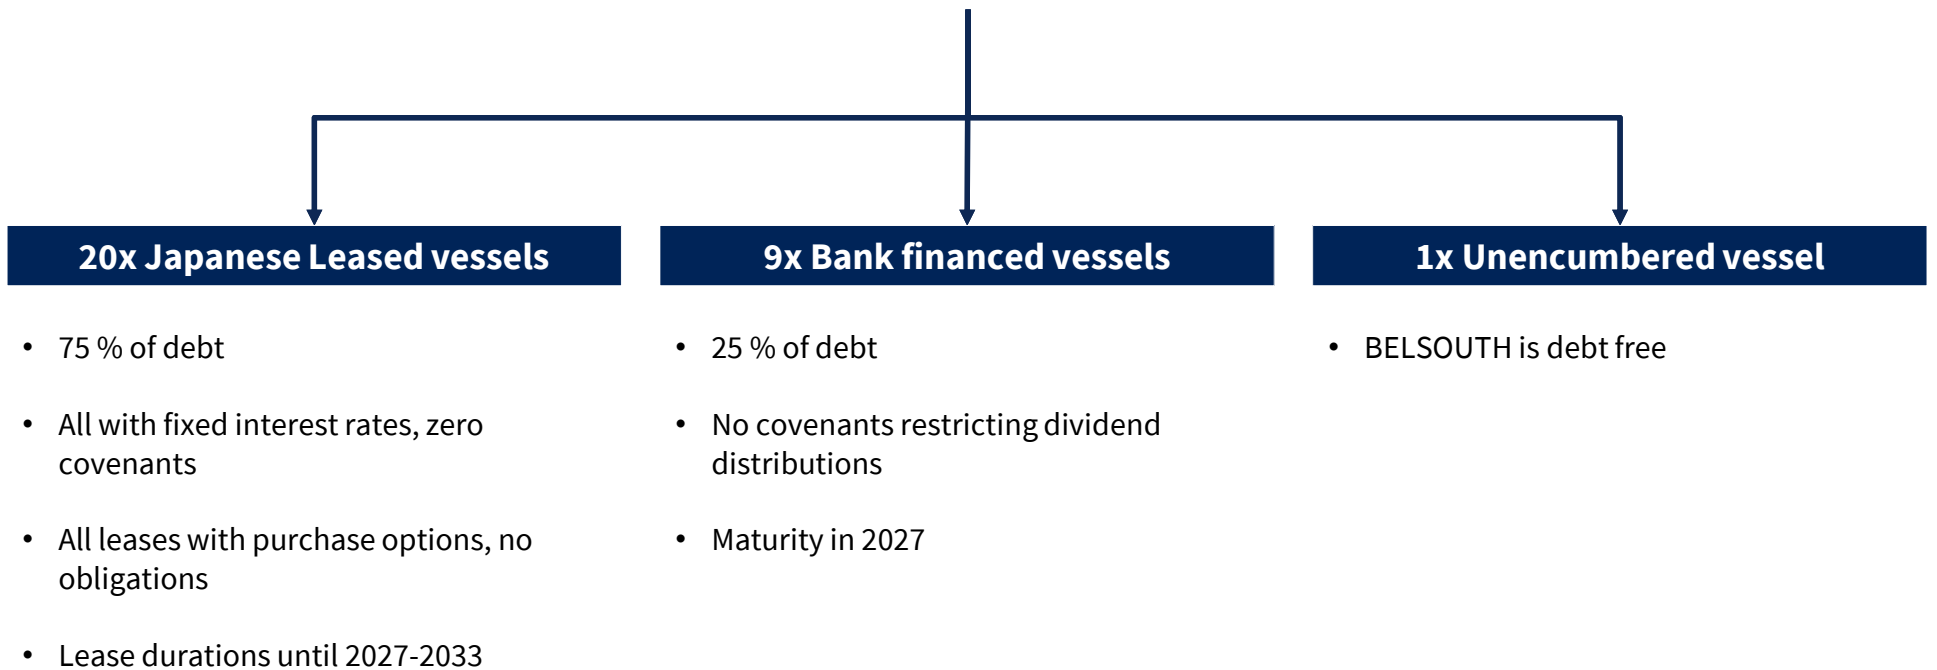 20x Japanese Leased vessels
• 75 % of debt
• All with fixed interest rates, zero
covenants
• All leases with purchase options, no
obligations
• Lease durations until 2027-2033
9x Bank financed vessels
• 25 % of debt
• No covenants restricting dividend
distributions
• Maturity in 2027
1x Unencumbered vessel
• BELSOUTH is debt free